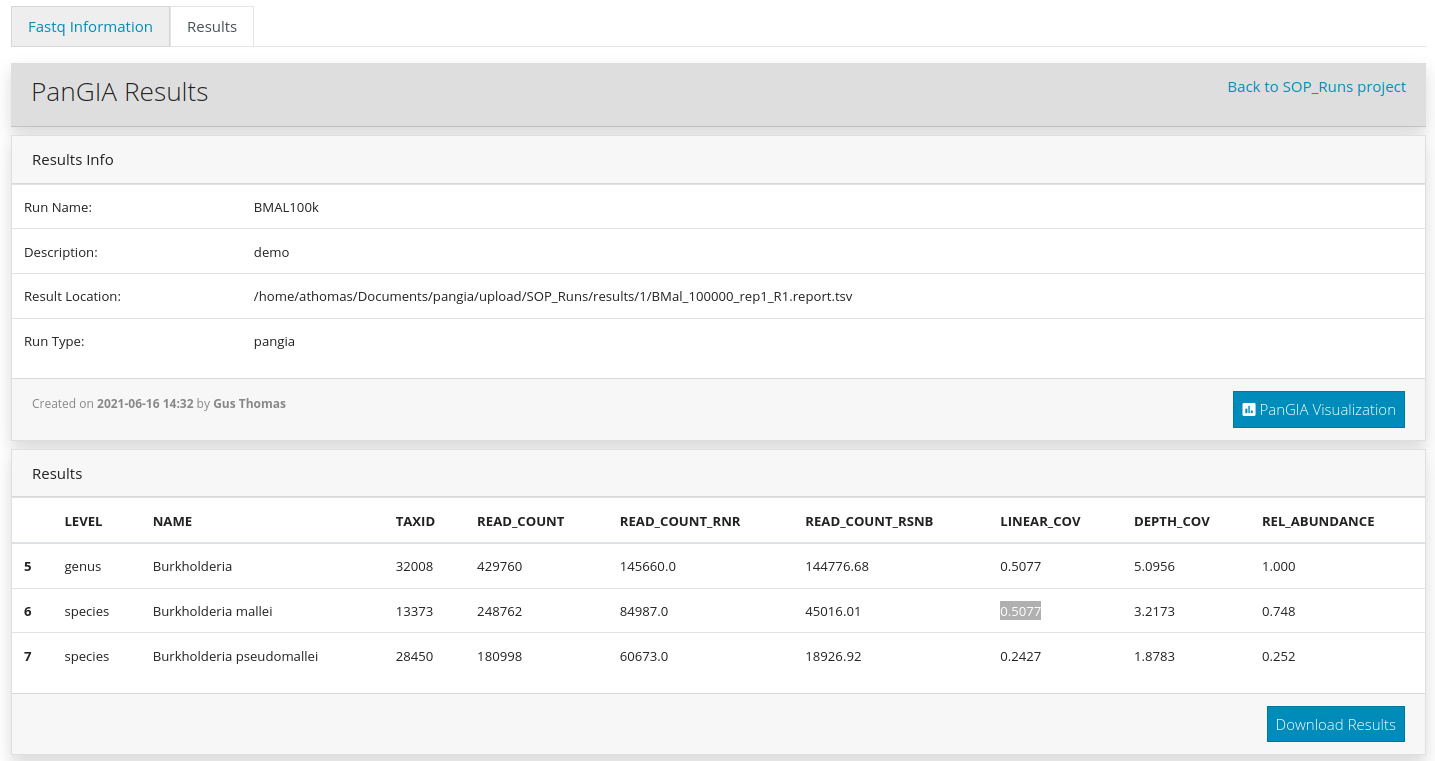 Fastq Information Results
PanGIA Results Back to SOP_Runs project
Results Info
Run Name: BMAL100k
Description: demo
Result Location: /home/athomas/Documents/pangia/upload/SOP_Runs/results/1/BMal_100000_rep1_R1.report.tsv
Run Type: pangia
Created on 2021-06-16 14:32 by Gus Thomas PanGIA Visualization
Results
LEVEL NAME TAXID READ_COUNT READ_COUNT_RNR READ_COUNT_RSNB LINEAR_COV DEPTH_COV REL_ABUNDANCE
5 genus Burkholderia 32008 429760 145660.0 144776.68 0.5077 5.0956 1.000
6 species Burkholderia mallei 13373 248762 84987.0 45016.01 0.5077 3.2173 0.748
7 species Burkholderia pseudomallei 28450 180998 60673.0 18926.92 0.2427 1.8783 0.252
Download Results